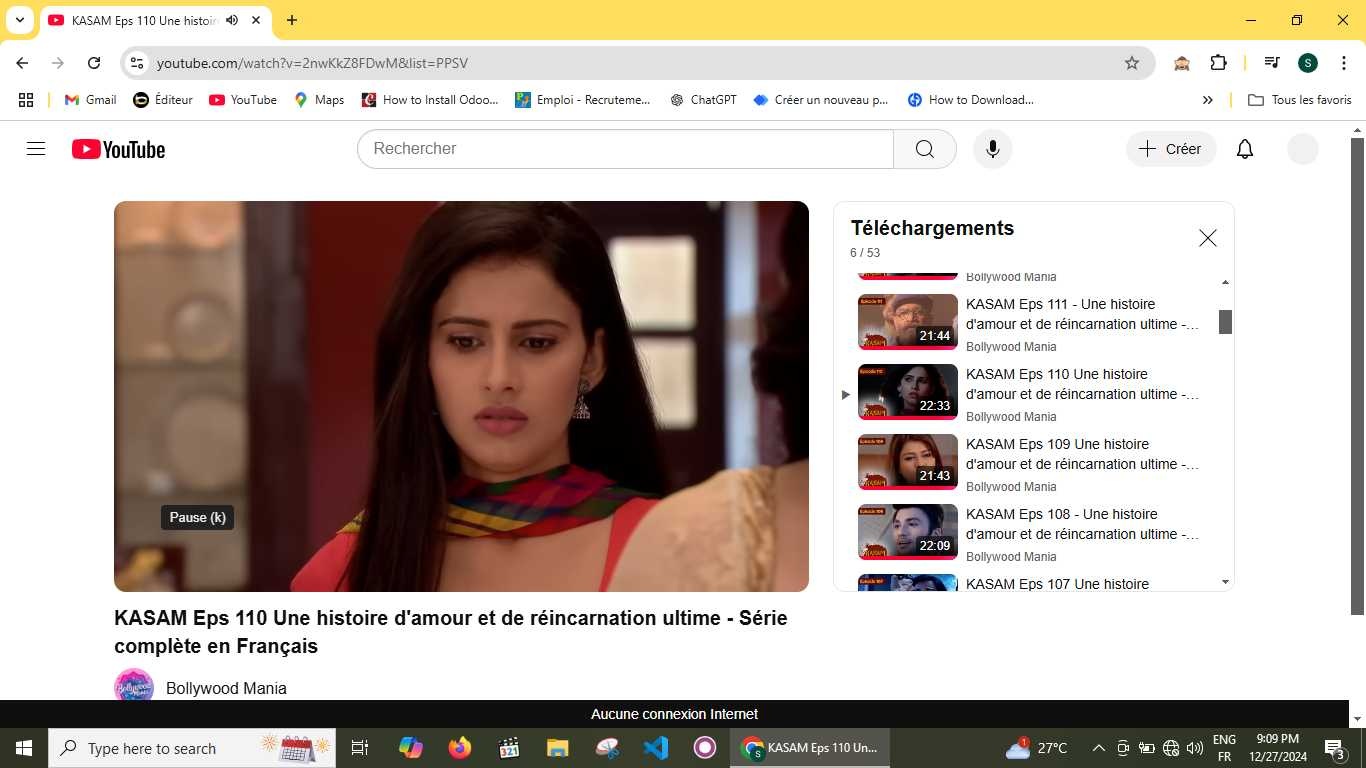 KASAM Eps 110 Une histoir
youtube.com/watch?v=2nwKkZ8FDwM&list=PPSV
S
Gmail
Éditeur
YouTube
Maps
How to Install Odoo...
Emploi - Recruteme...
ChatGPT
Créer un nouveau p...
How to Download...
Tous les favoris
YouTube
Rechercher
Créer
Pause (k)
Téléchargements
6 / 53
Bollywood Mania
KASAM Eps 111 - Une histoire
d'amour et de réincarnation ultime -...
21:44
Bollywood Mania
KASAM Eps 110 Une histoire
d'amour et de réincarnation ultime -...
22:33
Bollywood Mania
KASAM Eps 109 Une histoire
d'amour et de réincarnation ultime -...
21:43
Bollywood Mania
KASAM Eps 108 - Une histoire
d'amour et de réincarnation ultime -...
22:09
Bollywood Mania
KASAM Eps 107 Une histoire
KASAM Eps 110 Une histoire d'amour et de réincarnation ultime - Série
complète en Français
Bollywood Mania
Aucune connexion Internet
Type here to search
321
KASAM Eps 110 Un...
27°C
ENG
FR
9:09 PM
12/27/2024
3